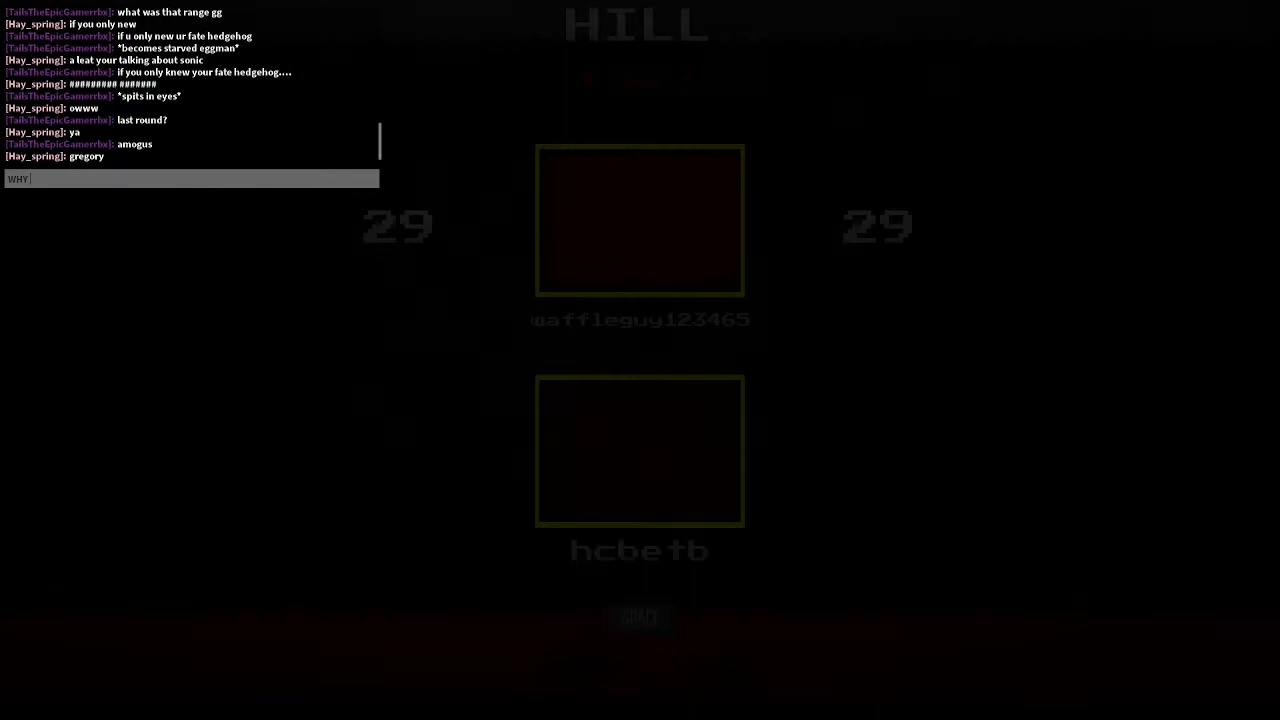 [TailsTheEpicGamerrbx]: what was that range gg
[Hay_spring]: if you only new
[TailsTheEpicGamerrbx]: if u only new ur fate hedgehog
[TailsTheEpicGamerrbx]: *becomes starved eggman*
[Hay_spring]: a leat your talking about sonic
[TailsTheEpicGamerrbx]: if you only knew your fate hedgehog....
[Hay_spring]: ######### #######
[TailsTheEpicGamerrbx]: *spits in eyes*
[Hay_spring]: owww
[TailsTheEpicGamerrbx]: last round?
[Hay_spring]: ya
[TailsTheEpicGamerrbx]: amogus
[Hay_spring]: gregory
WHY
HILL
29
29
waffleguy123465
hcbetb
SPACE